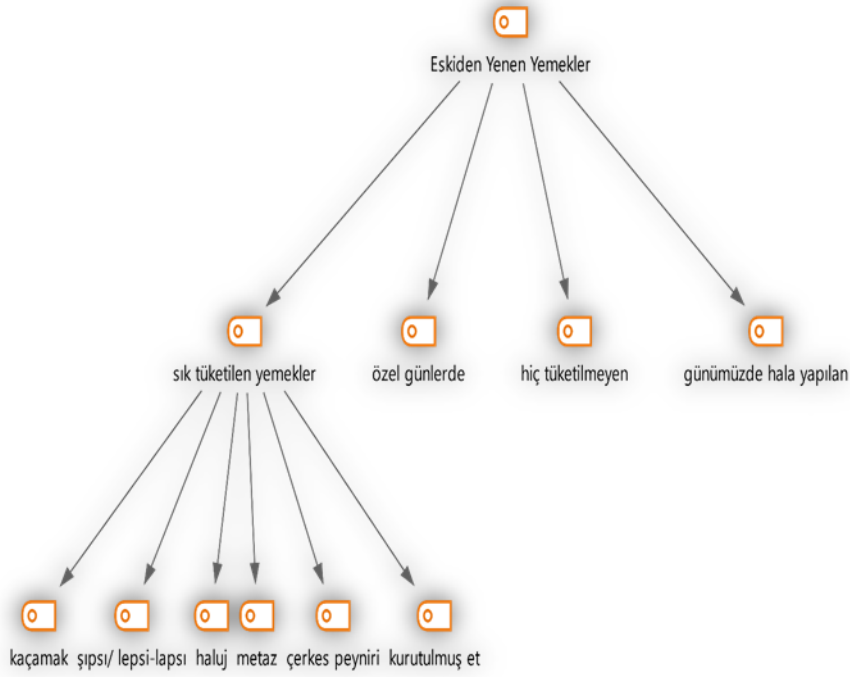 Eskiden Yenen Yemekler
sık tüketilen yemekler
özel günlerde
hiç tüketilmeyen
günümüzde hala yapılan
kaçamak
şıpsı/ lepsi-lapsı
haluj
metaz
çerkes peyniri
kurutulmuş et